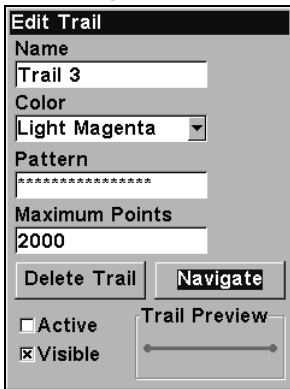 Edit Trail
Name
Trail 3
Color
Light Magenta
Pattern
***************
Maximum Points
2000
Delete Trail
Navigate
Active
Visible
Trail Preview